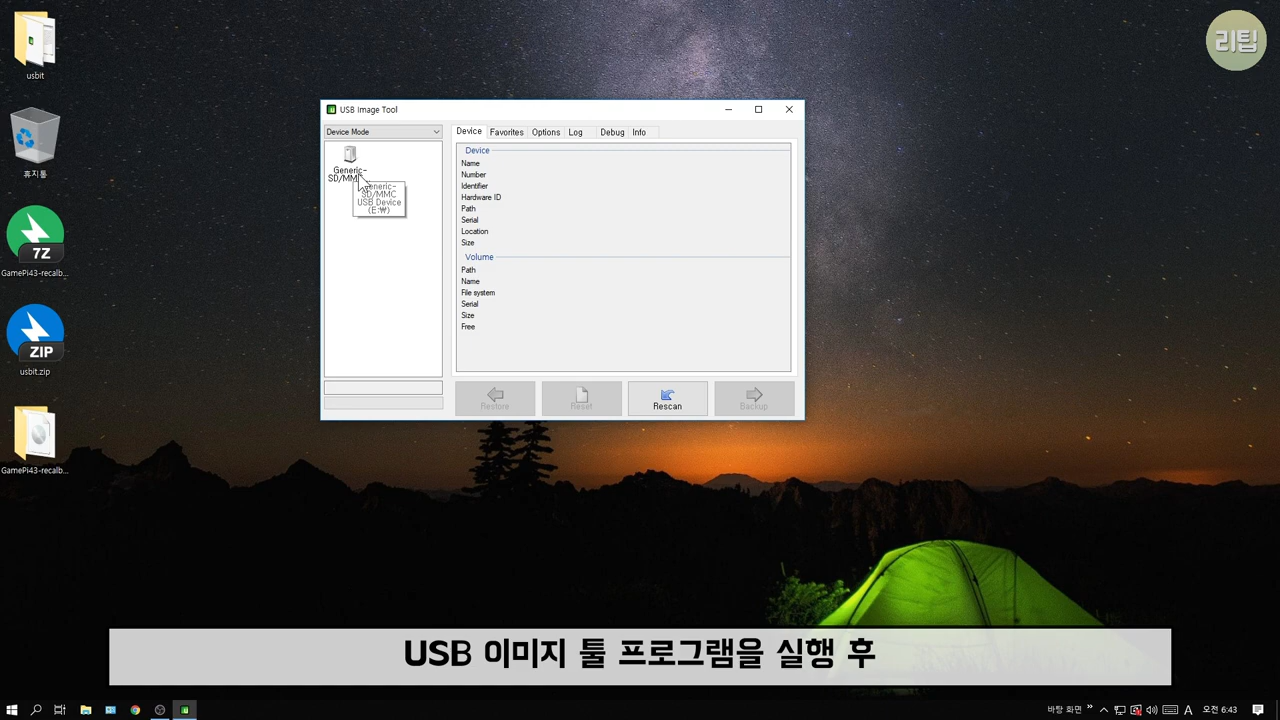 리팁
usbit
휴지통
7Z
GamePi43-recalb...
ZIP
usbit.zip
GamePi43-recalb...
USB Image Tool
Device Mode
Generic-
SD/MM
Generic-
SD/MMC
USB Device
(E:₩)
Device Favorites Options Log Debug Info
Device
Name
Number
Identifier
Hardware ID
Path
Serial
Location
Size
Volume
Path
Name
File system
Serial
Size
Free
Restore Reset Rescan Backup
USB 이미지 툴 프로그램을 실행 후
바탕 화면 » A 오전 6:43